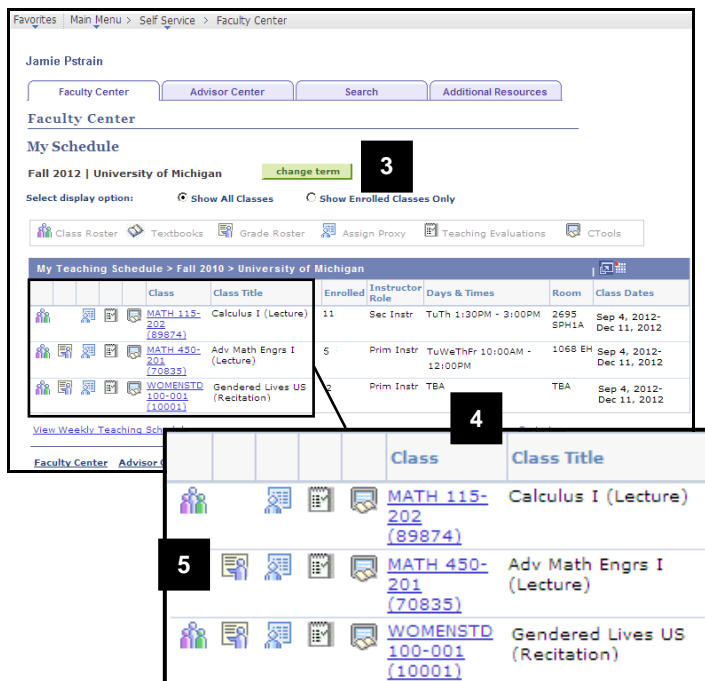 Favorites Main Menu > Self Service > Faculty Center
Jamie Pstrain
Faculty Center Advisor Center Search Additional Resources
Faculty Center
My Schedule
Fall 2012 | University of Michigan change term 3
Select display option: Show All Classes Show Enrolled Classes Only
Class Roster Textbooks Grade Roster Assign Proxy Teaching Evaluations CTools
My Teaching Schedule > Fall 2010 > University of Michigan
Class Class Title Enrolled Instructor Role Days & Times Room Class Dates
MATH 115-202 (89874) Calculus I (Lecture) 11 Sec Instr TuTh 1:30PM - 3:00PM 2695 SPH1A Sep 4, 2012- Dec 11, 2012
MATH 450-201 (70835) Adv Math Engrs I (Lecture) 5 Prim Instr TuWeThFr 10:00AM - 12:00PM 1068 EH Sep 4, 2012- Dec 11, 2012
WOMENSTD 100-001 (10001) Gendered Lives US (Recitation) 2 Prim Instr TBA TBA Sep 4, 2012- Dec 11, 2012
View Weekly Teaching
Faculty Center Advisor
4
Class Class Title
MATH 115-
202
(89874)
Calculus I (Lecture)
5
MATH 450-
201
(70835)
Adv Math Engrs I
(Lecture)
WOMENSTD
100-001
(10001)
Gendered Lives US
(Recitation)